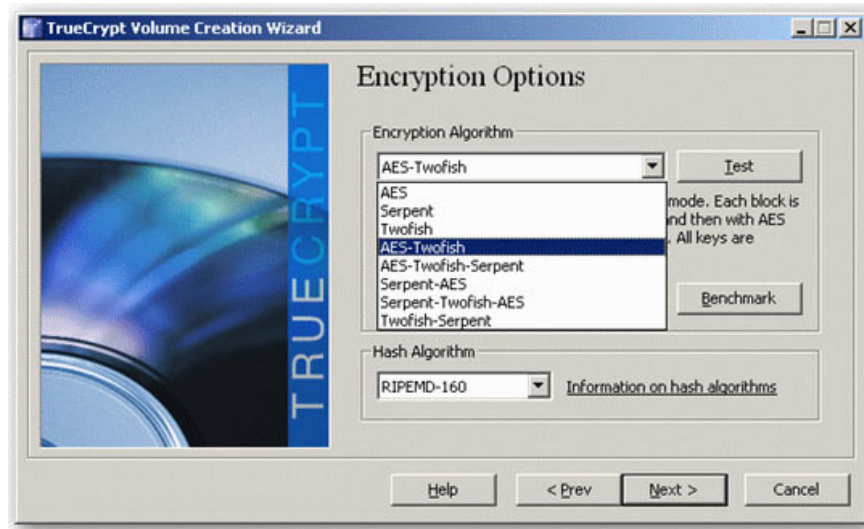 TrueCrypt Volume Creation Wizard
TRUECRYPT
Encryption Options
Encryption Algorithm
AES-Twofish
Test
AES
Serpent
Twofish
AES-Twofish
AES-Twofish-Serpent
Serpent-AES
Serpent-Twofish-AES
Twofish-Serpent
mode. Each block is
nd then with AES
. All keys are
Benchmark
Hash Algorithm
RIPEMD-160
Information on hash algorithms
Help
< Prev
Next >
Cancel